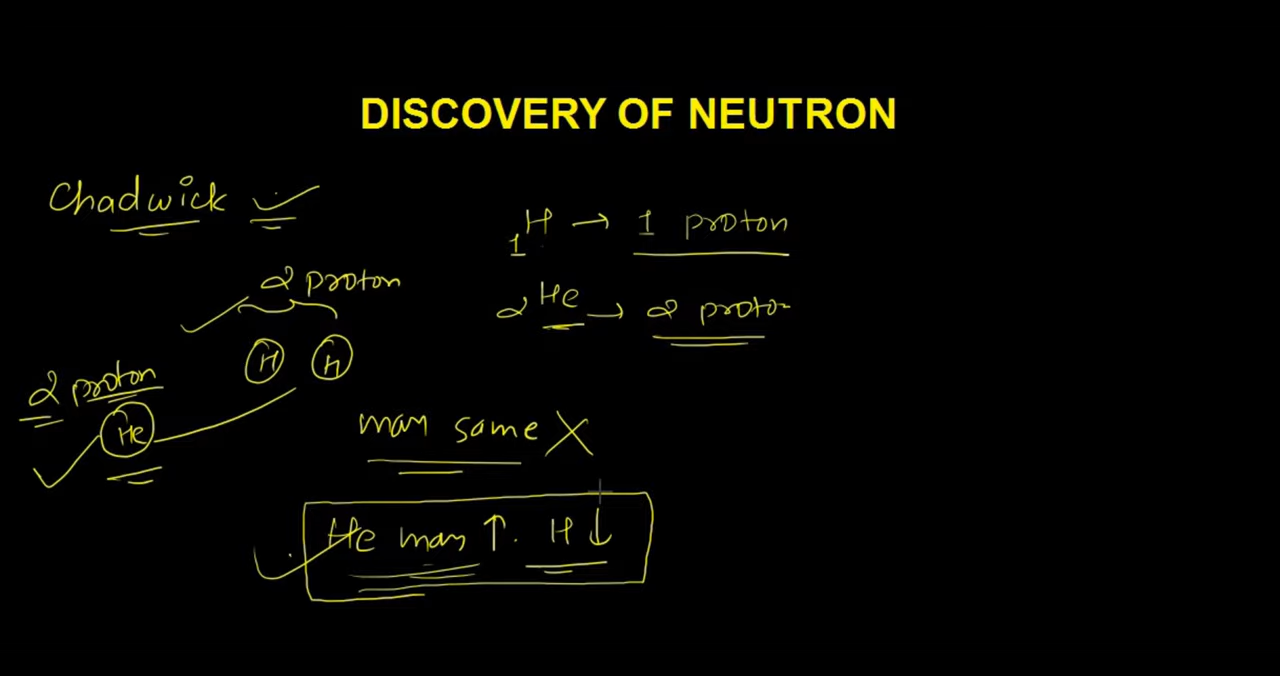 DISCOVERY OF NEUTRON
Chadwick
1H → 1 proton
2 proton
2He → 2 proton
H H
2 proton
He
mass same X
He mass ↑. H ↓